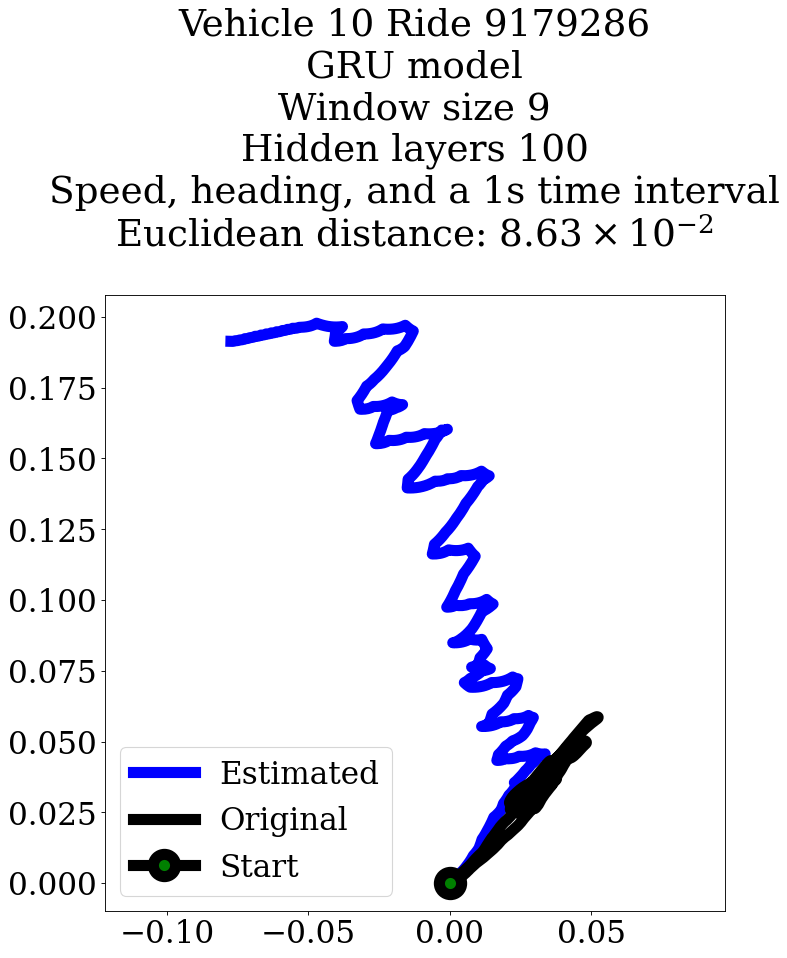 Vehicle 10 Ride 9179286
GRU model
Window size 9
Hidden layers 100
Speed, heading, and a 1s time interval
Euclidean distance: 8.63 × 10⁻²
0.200
0.175
0.150
0.125
0.100
0.075
0.050
0.025
0.000
Estimated
Original
Start
−0.10 −0.05 0.00 0.05